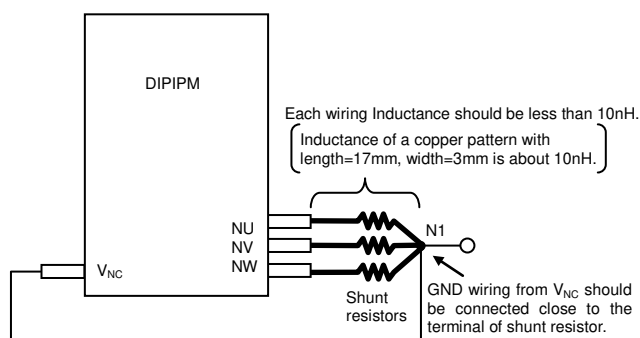 DIPIPM
Each wiring Inductance should be less than 10nH.
Inductance of a copper pattern with
length=17mm, width=3mm is about 10nH.
NU
NV
NW
N1
VNC
Shunt
resistors
GND wiring from VNC should
be connected close to the
terminal of shunt resistor.